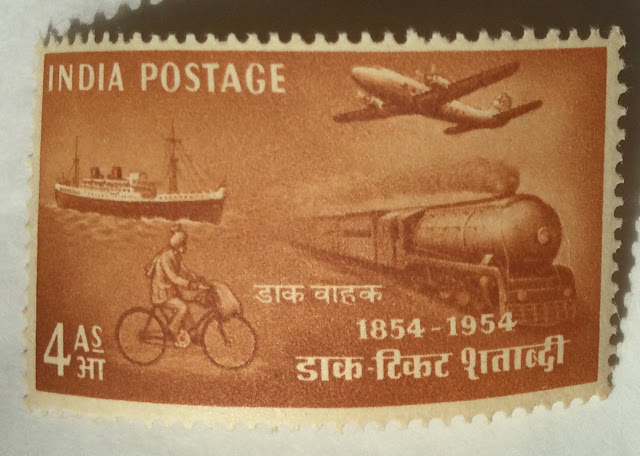 INDIA POSTAGE
डाक वाहक
1854-1954
4 AS
आ
डाक-टिकट शताब्दी